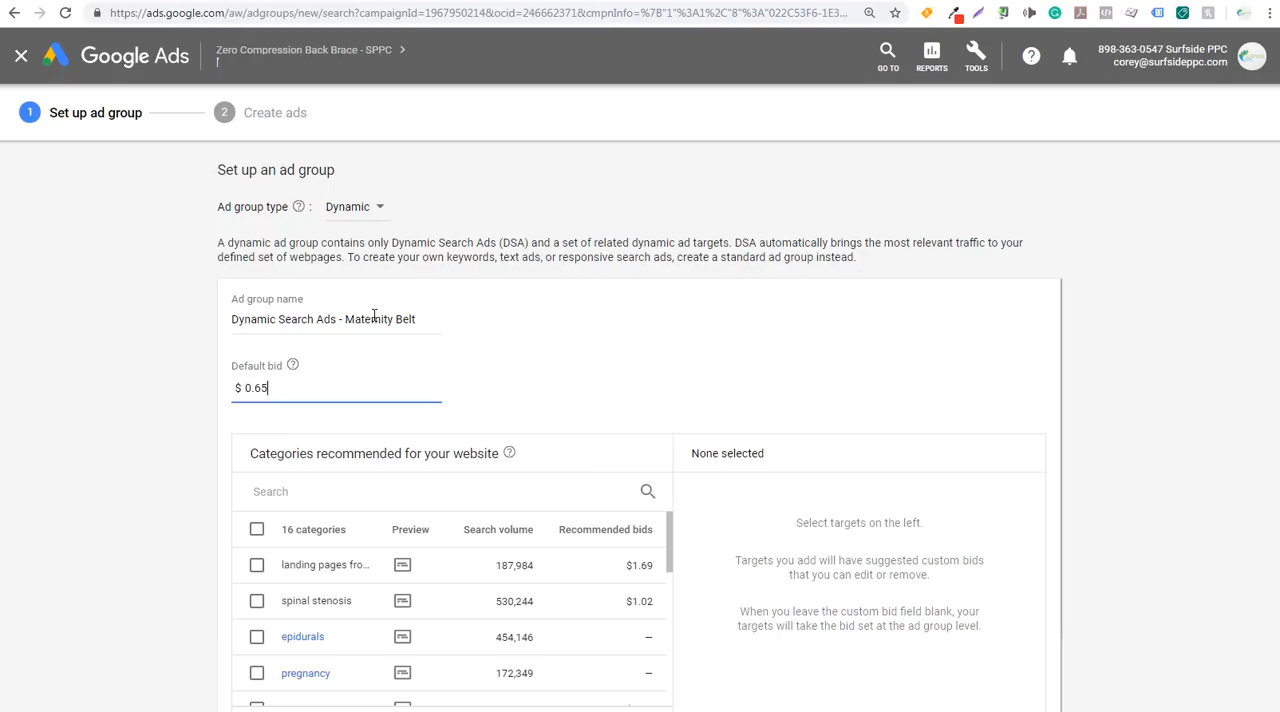 https://ads.google.com/aw/adgroups/new/search?campaignId=1967950214&ocid=246662371&cmpnInfo=%7B"1"%3A1%2C"8"%3A"022C53F6-1E3...
Google Ads
Zero Compression Back Brace - SPPC
GO TO
REPORTS
TOOLS
898-363-0547 Surfside PPC
corey@surfsideppc.com
1 Set up ad group
2 Create ads
Set up an ad group
Ad group type ? : Dynamic
A dynamic ad group contains only Dynamic Search Ads (DSA) and a set of related dynamic ad targets. DSA automatically brings the most relevant traffic to your
defined set of webpages. To create your own keywords, text ads, or responsive search ads, create a standard ad group instead.
Ad group name
Dynamic Search Ads - Maternity Belt
Default bid ?
$ 0.65
Categories recommended for your website ?
None selected
Search
16 categories Preview Search volume Recommended bids
landing pages fro... 187,984 $1.69
spinal stenosis 530,244 $1.02
epidurals 454,146 –
pregnancy 172,349 –
Select targets on the left.
Targets you add will have suggested custom bids
that you can edit or remove.
When you leave the custom bid field blank, your
targets will take the bid set at the ad group level.